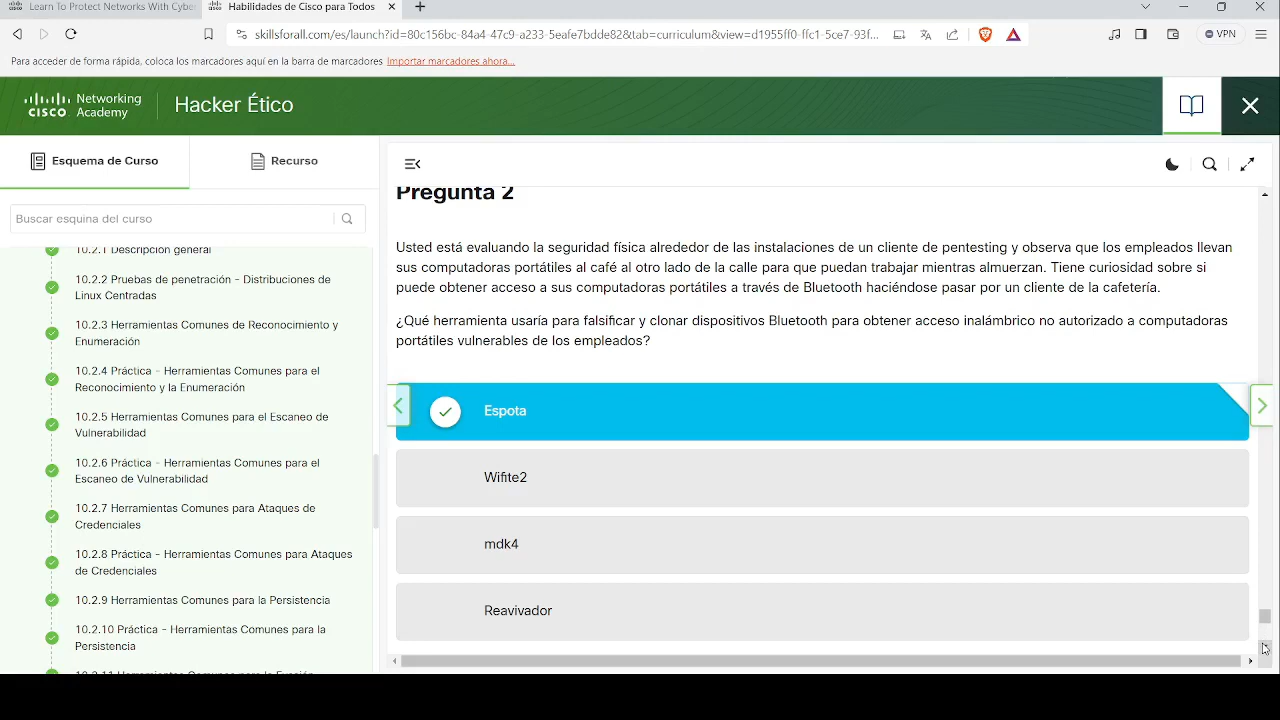 Learn To Protect Networks With Cyber
Habilidades de Cisco para Todos
skillsforall.com/es/launch?id=80c156bc-84a4-47c9-a233-5eafe7bdde82&tab=curriculum&view=d1955ff0-ffc1-5ce7-93f...
VPN
Para acceder de forma rápida, coloca los marcadores aquí en la barra de marcadores Importar marcadores ahora...
Networking
CISCO Academy
Hacker Ético
Esquema de Curso
Recurso
Buscar esquina del curso
10.2.1 Descripción general
10.2.2 Pruebas de penetración - Distribuciones de
Linux Centradas
10.2.3 Herramientas Comunes de Reconocimiento y
Enumeración
10.2.4 Práctica - Herramientas Comunes para el
Reconocimiento y la Enumeración
10.2.5 Herramientas Comunes para el Escaneo de
Vulnerabilidad
10.2.6 Práctica - Herramientas Comunes para el
Escaneo de Vulnerabilidad
10.2.7 Herramientas Comunes para Ataques de
Credenciales
10.2.8 Práctica - Herramientas Comunes para Ataques
de Credenciales
10.2.9 Herramientas Comunes para la Persistencia
10.2.10 Práctica - Herramientas Comunes para la
Persistencia
10.2.11 Herramientas Comunes para la Evasión
Pregunta 2
Usted está evaluando la seguridad física alrededor de las instalaciones de un cliente de pentesting y observa que los empleados llevan
sus computadoras portátiles al café al otro lado de la calle para que puedan trabajar mientras almuerzan. Tiene curiosidad sobre si
puede obtener acceso a sus computadoras portátiles a través de Bluetooth haciéndose pasar por un cliente de la cafetería.
¿Qué herramienta usaría para falsificar y clonar dispositivos Bluetooth para obtener acceso inalámbrico no autorizado a computadoras
portátiles vulnerables de los empleados?
Espota
Wifite2
mdk4
Reavivador